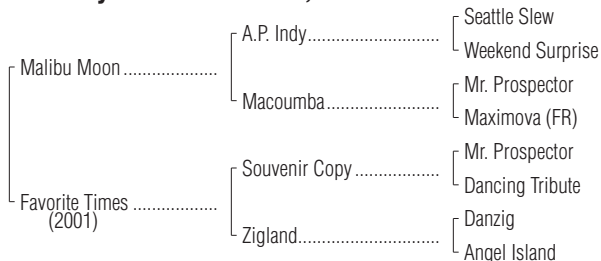 Seattle Slew
A.P. Indy
Weekend Surprise
Malibu Moon
Mr. Prospector
Macoumba
Maximova (FR)
Mr. Prospector
Souvenir Copy
Dancing Tribute
Favorite Times
(2001)
Danzig
Zigland
Angel Island